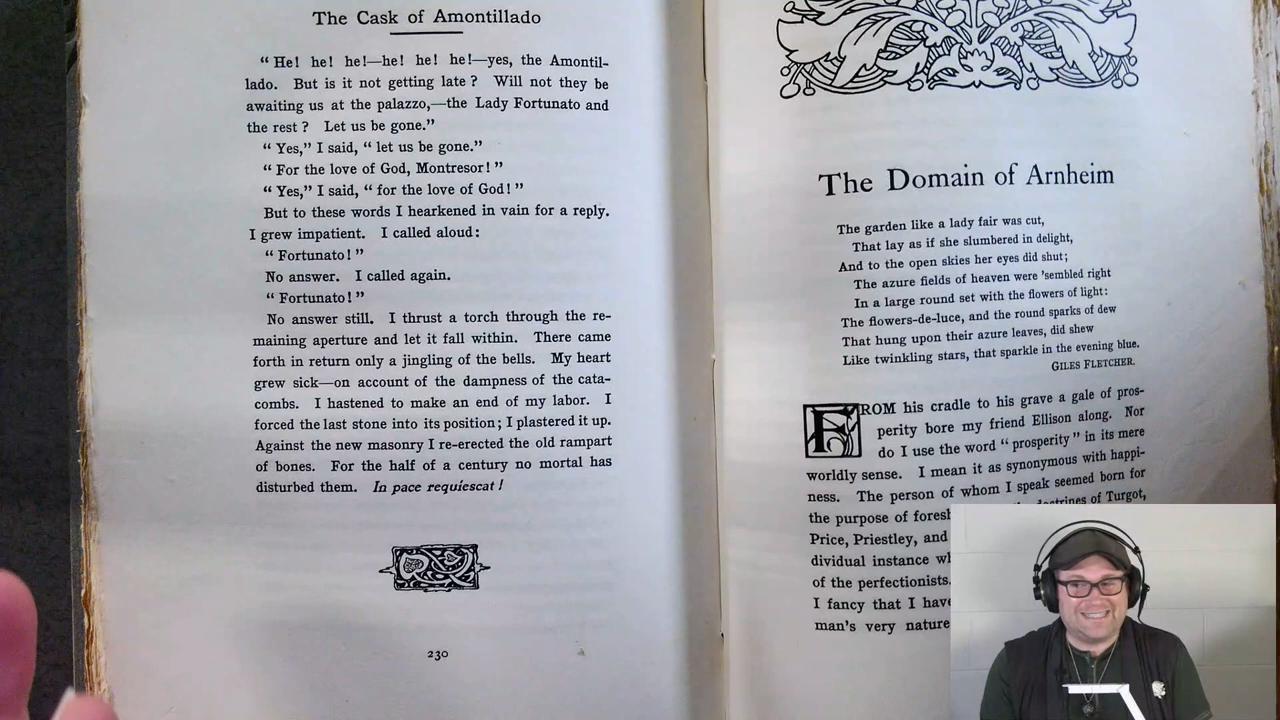 The Cask of Amontillado
“ He! he! he!—he! he! he!—yes, the Amontil-
lado. But is it not getting late ? Will not they be
awaiting us at the palazzo,—the Lady Fortunato and
the rest ? Let us be gone.”
“ Yes,” I said, “ let us be gone.”
“ For the love of God, Montresor! ”
“ Yes,” I said, “ for the love of God! ”
But to these words I hearkened in vain for a reply.
I grew impatient. I called aloud:
“ Fortunato! ”
No answer. I called again.
“ Fortunato! ”
No answer still. I thrust a torch through the re-
maining aperture and let it fall within. There came
forth in return only a jingling of the bells. My heart
grew sick—on account of the dampness of the cata-
combs. I hastened to make an end of my labor. I
forced the last stone into its position; I plastered it up.
Against the new masonry I re-erected the old rampart
of bones. For the half of a century no mortal has
disturbed them. In pace requiescat !
230
The Domain of Arnheim
The garden like a lady fair was cut,
That lay as if she slumbered in delight,
And to the open skies her eyes did shut;
The azure fields of heaven were 'sembled right
In a large round set with the flowers of light:
The flowers-de-luce, and the round sparks of dew
That hung upon their azure leaves, did shew
Like twinkling stars, that sparkle in the evening blue.
GILES FLETCHER.
FROM his cradle to his grave a gale of pros-
perity bore my friend Ellison along. Nor
do I use the word “ prosperity ” in its mere
worldly sense. I mean it as synonymous with happi-
ness. The person of whom I speak seemed born for
the purpose of doctrines of Turgot,
Price, Priestley, and
dividual instance
of the perfectionists.
I fancy that I have
man's very nature